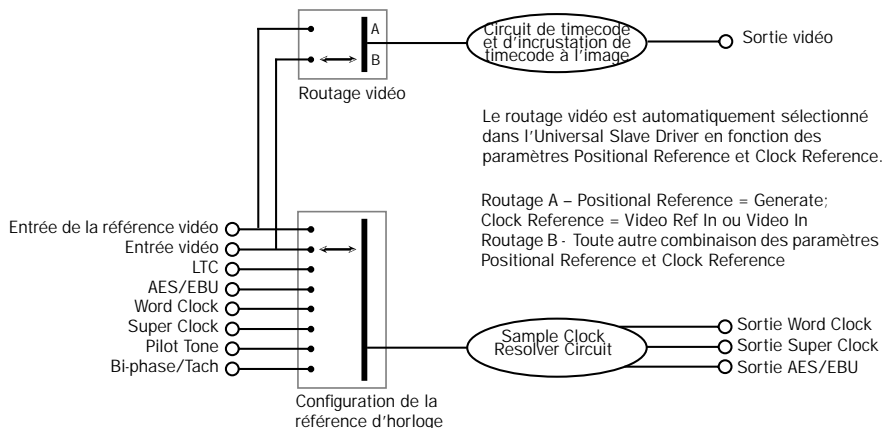 A
B
Routage vidéo
Circuit de timecode
et d'incrustation de
timecode à l'image
Sortie vidéo
Le routage vidéo est automatiquement sélectionné
dans l'Universal Slave Driver en fonction des
paramètres Positional Reference et Clock Reference.
Routage A – Positional Reference = Generate;
Clock Reference = Video Ref In ou Video In
Routage B - Toute autre combinaison des paramètres
Positional Reference et Clock Reference
Entrée de la référence vidéo
Entrée vidéo
LTC
AES/EBU
Word Clock
Super Clock
Pilot Tone
Bi-phase/Tach
Configuration de la
référence d'horloge
Sample Clock
Resolver Circuit
Sortie Word Clock
Sortie Super Clock
Sortie AES/EBU